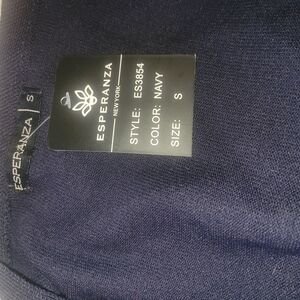 ESPERANZA
NEW YORK
STYLE: ES3854
COLOR: NAVY
SIZE: S
ESPERANZA | S